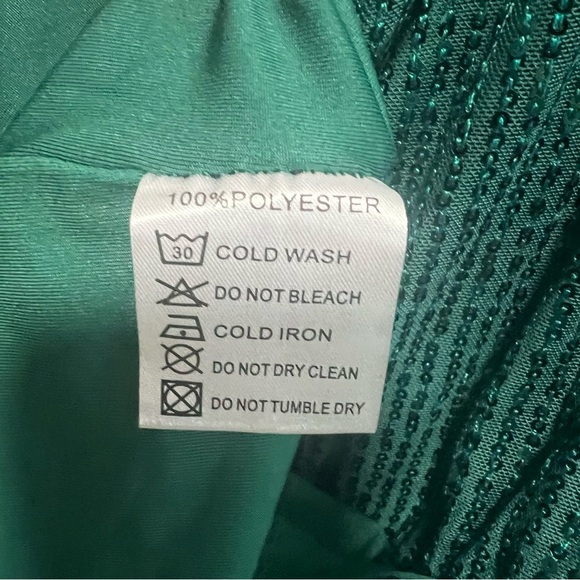 100%POLYESTER
30 COLD WASH
DO NOT BLEACH
COLD IRON
DO NOT DRY CLEAN
DO NOT TUMBLE DRY